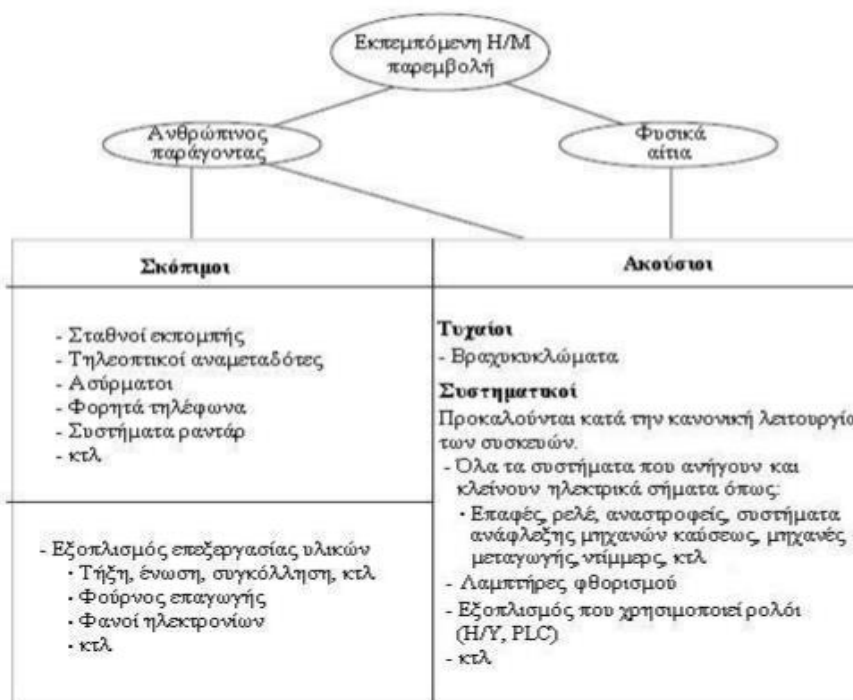 Εκπεμπόμενη Η/Μ
παρεμβολή
Ανθρώπινος
παράγοντας
Φυσικά
αίτια
Σκόπιμοι
- Σταθνοί εκπομπής
- Τηλεοπτικοί αναμεταδότες
- Ασύρματοι
- Φορητά τηλέφωνα
- Συστήματα ραντάρ
- κτλ
- Εξοπλισμός επεξεργασίας υλικών
· Τήξη, ένωση, συγκόλληση, κτλ
· Φούρνος επαγωγής
· Φανοί ηλεκτρονίων
· κτλ
Ακούσιοι
Τυχαίοι
- Βραχυκυκλώματα
Συστηματικοί
Προκαλούνται κατά την κανονική λειτουργία
των συσκευών.
- Όλα τα συστήματα που ανήγουν και
κλείνουν ηλεκτρικά σήματα όπως:
· Επαφές, ρελέ, αναστροφείς, συστήματα
ανάφλεξης μηχανών καύσεως, μηχανές
μεταγωγής, ντίμμερς, κτλ
- Λαμπτήρες φθορισμού
- Εξοπλισμός που χρησιμοποιεί ρολόι
(Η/Υ, PLC)
- κτλ